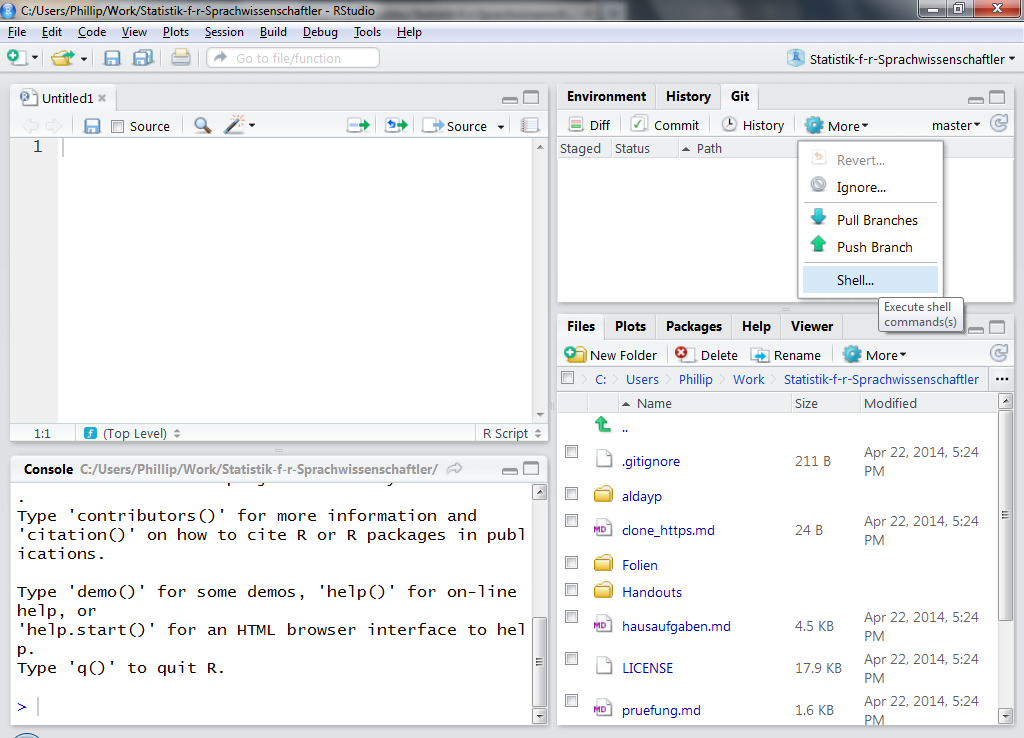 C:/Users/Phillip/Work/Statistik-f-r-Sprachwissenschaftler - RStudio
File Edit Code View Plots Session Build Debug Tools Help
Go to file/function
Statistik-f-r-Sprachwissenschaftler
Untitled1
Source
Source
1
1:1 (Top Level) R Script
Console C:/Users/Phillip/Work/Statistik-f-r-Sprachwissenschaftler/
.
Type 'contributors()' for more information and
'citation()' on how to cite R or R packages in publ
ications.
Type 'demo()' for some demos, 'help()' for on-line
help, or
'help.start()' for an HTML browser interface to hel
p.
Type 'q()' to quit R.
>
Environment History Git
Diff Commit History More master
Staged Status Path
Revert...
Ignore...
Pull Branches
Push Branch
Shell...
Execute shell
commands(s)
Files Plots Packages Help Viewer
New Folder Delete Rename More
C: Users Phillip Work Statistik-f-r-Sprachwissenschaftler ...
Name Size Modified
..
.gitignore 211 B Apr 22, 2014, 5:24
PM
aldayp
clone_https.md 24 B Apr 22, 2014, 5:24
PM
Folien
Handouts
hausaufgaben.md 4.5 KB Apr 22, 2014, 5:24
PM
LICENSE 17.9 KB Apr 22, 2014, 5:24
PM
pruefung.md 1.6 KB Apr 22, 2014, 5:24
PM